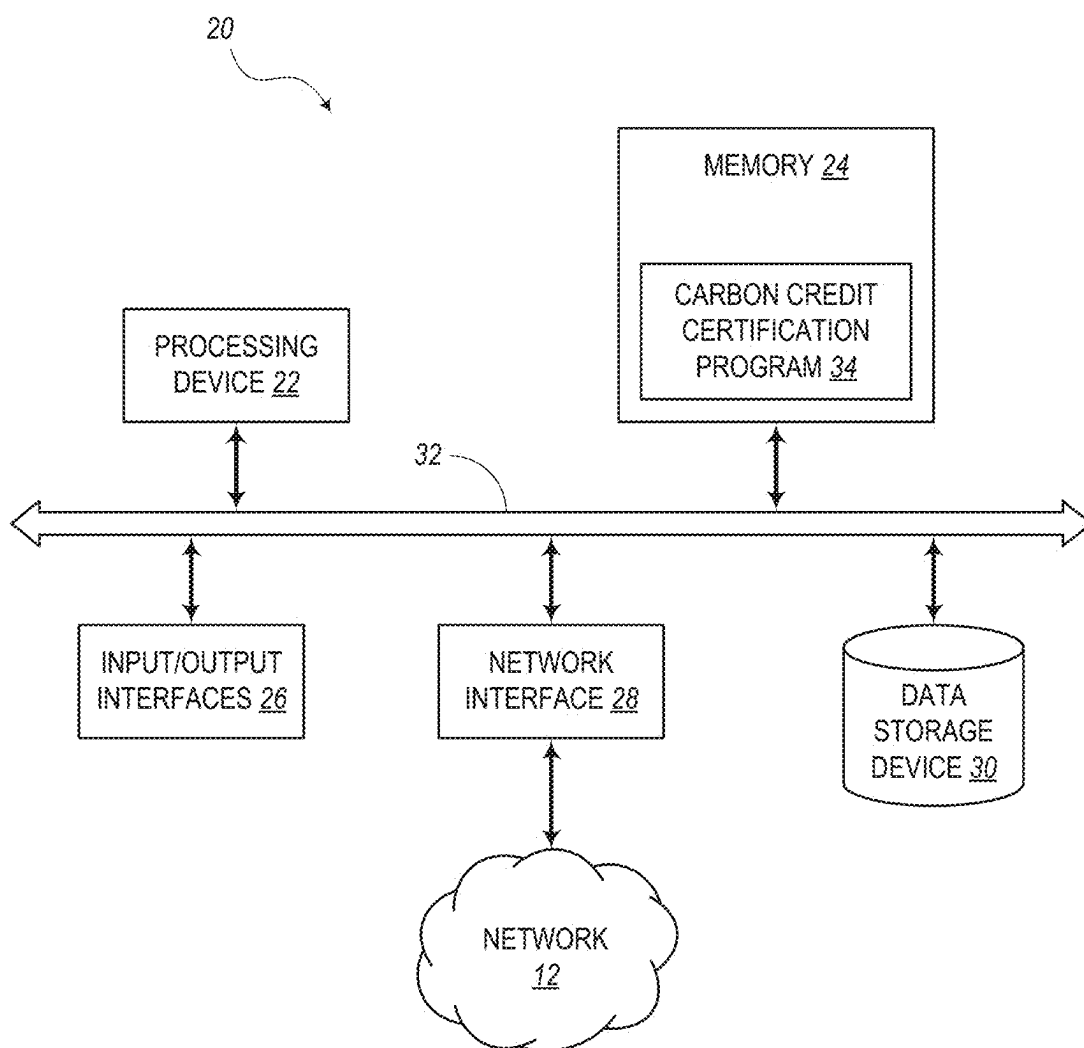 20
MEMORY 24
CARBON CREDIT
CERTIFICATION
PROGRAM 34
PROCESSING
DEVICE 22
32
INPUT/OUTPUT
INTERFACES 26
NETWORK
INTERFACE 28
DATA
STORAGE
DEVICE 30
NETWORK
12